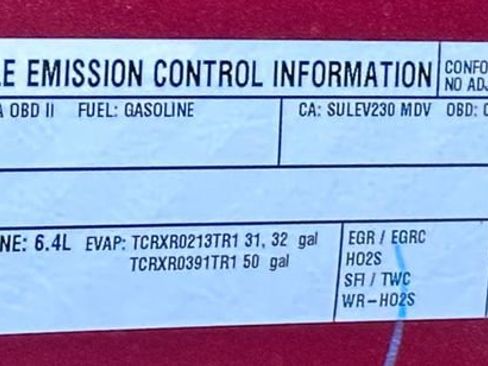 E EMISSION CONTROL INFORMATION
CONFO
NO ADJ
A OBD II FUEL: GASOLINE
CA: SULEV230 MDV OBD:
NE: 6.4L EVAP: TCRXR0213TR1 31, 32 gal
TCRXR0391TR1 50 gal
EGR / EGRC
HO2S
SFI / TWC
WR-HO2S